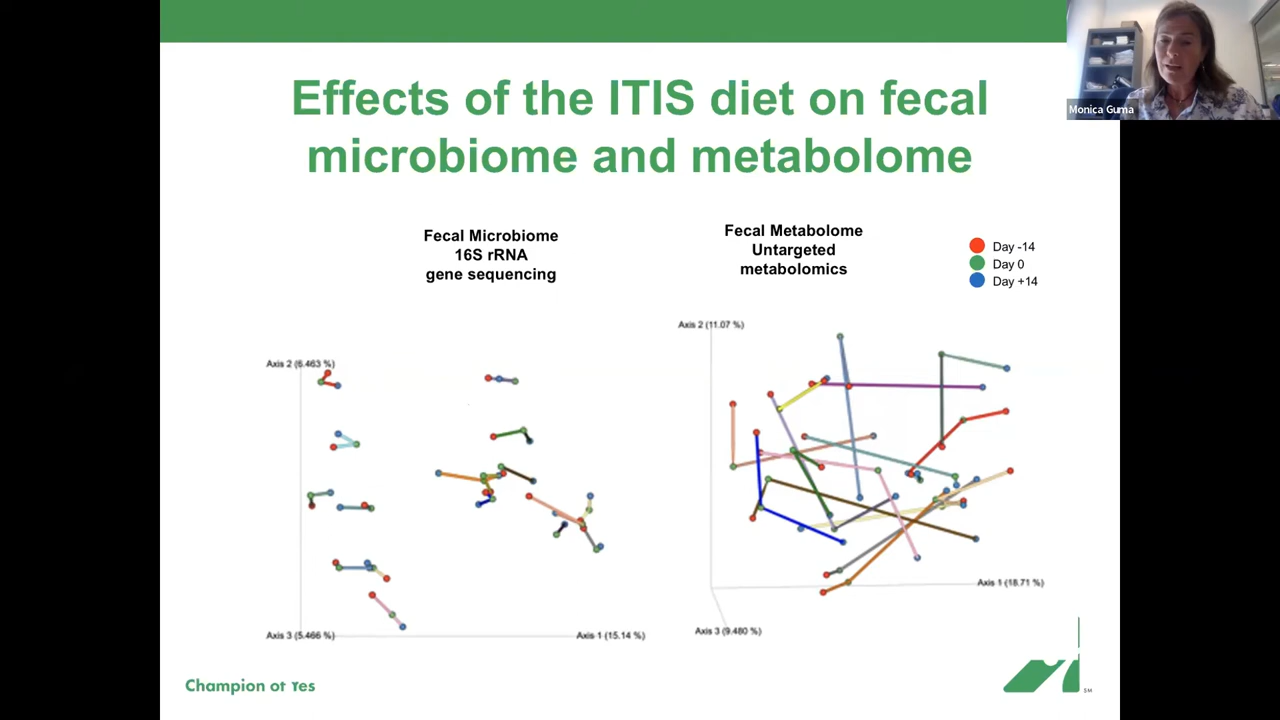 Monica Guma
Effects of the ITIS diet on fecal
microbiome and metabolome
Fecal Microbiome
16S rRNA
gene sequencing
Fecal Metabolome
Untargeted
metabolomics
Day -14
Day 0
Day +14
Axis 2 (6.463 %)
Axis 3 (5.466 %)
Axis 1 (15.14 %)
Axis 2 (11.07 %)
Axis 1 (18.71 %)
Axis 3 (9.480 %)
Champion of Yes
SM